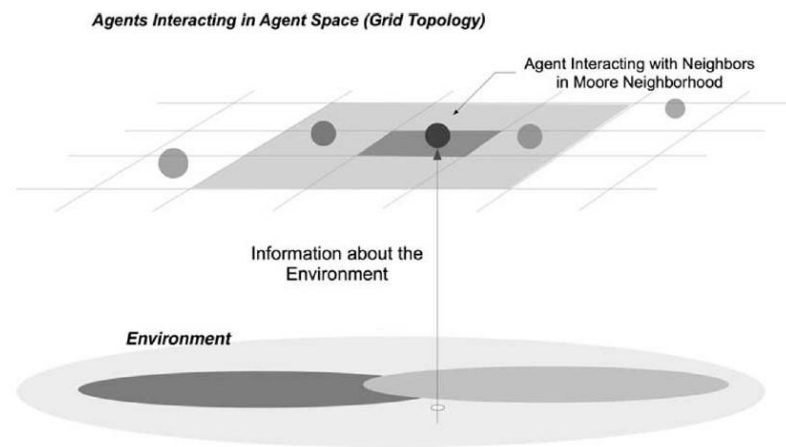 Agents Interacting in Agent Space (Grid Topology)
Agent Interacting with Neighbors
in Moore Neighborhood
Information about the
Environment
Environment